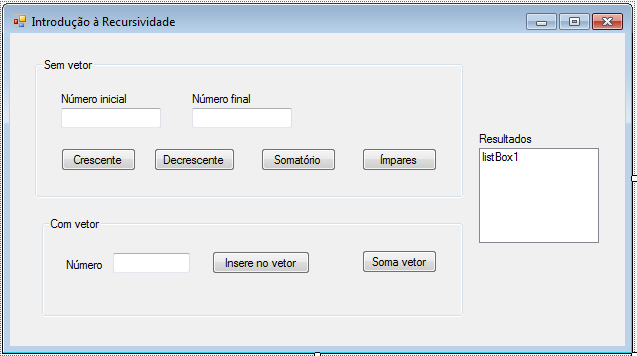 Introdução à Recursividade
Sem vetor
Número inicial Número final
Crescente Decrescente Somatório Ímpares
Resultados
listBox1
Com vetor
Número Insere no vetor Soma vetor